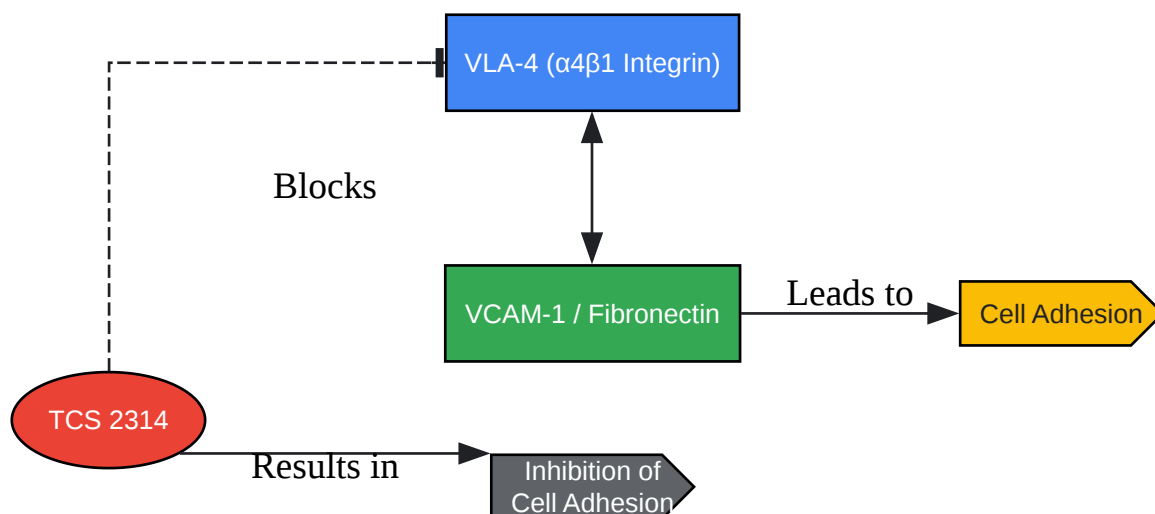 VLA-4 (α4β1 Integrin)
Blocks
Leads to
VCAM-1 / Fibronectin
Cell Adhesion
TCS 2314
Results in
Inhibition of
Cell Adhesion